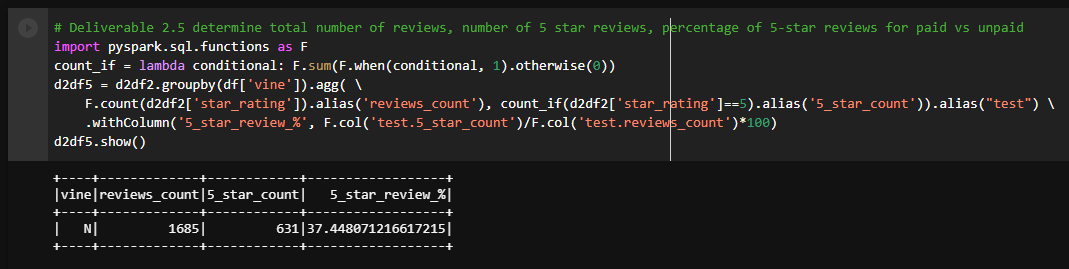 # Deliverable 2.5 determine total number of reviews, number of 5 star reviews, percentage of 5-star reviews for paid vs unpaid
import pyspark.sql.functions as F
count_if = lambda conditional: F.sum(F.when(conditional, 1).otherwise(0))
d2df5 = d2df2.groupby(df['vine']).agg( \
    F.count(d2df2['star_rating']).alias('reviews_count'), count_if(d2df2['star_rating']==5).alias('5_star_count')).alias("test") \
    .withColumn('5_star_review_%', F.col('test.5_star_count')/F.col('test.reviews_count')*100)
d2df5.show()
+----+-------------+------------+------------------+
|vine|reviews_count|5_star_count|   5_star_review_%|
+----+-------------+------------+------------------+
|   N|         1685|         631|37.448071216617215|
+----+-------------+------------+------------------+